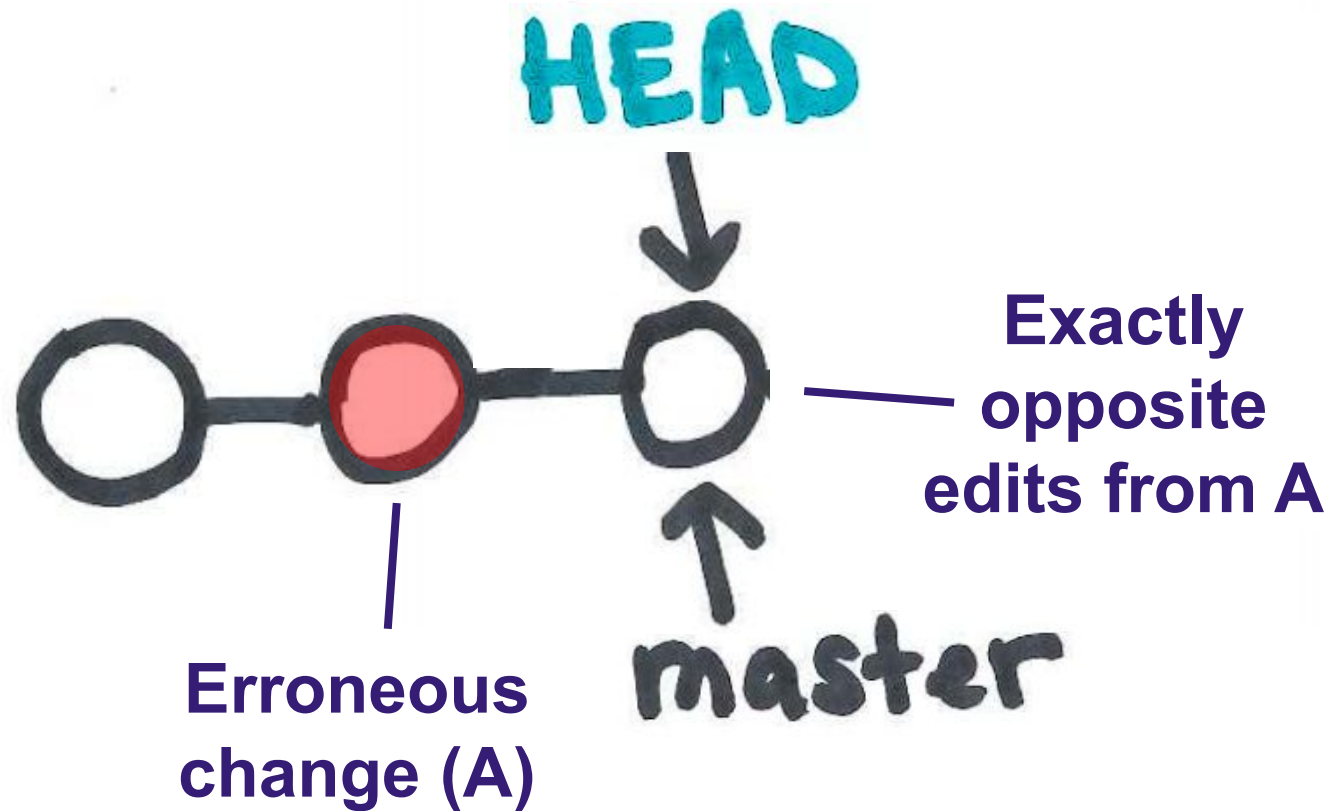 HEAD
Exactly
opposite
edits from A
master
Erroneous
change (A)